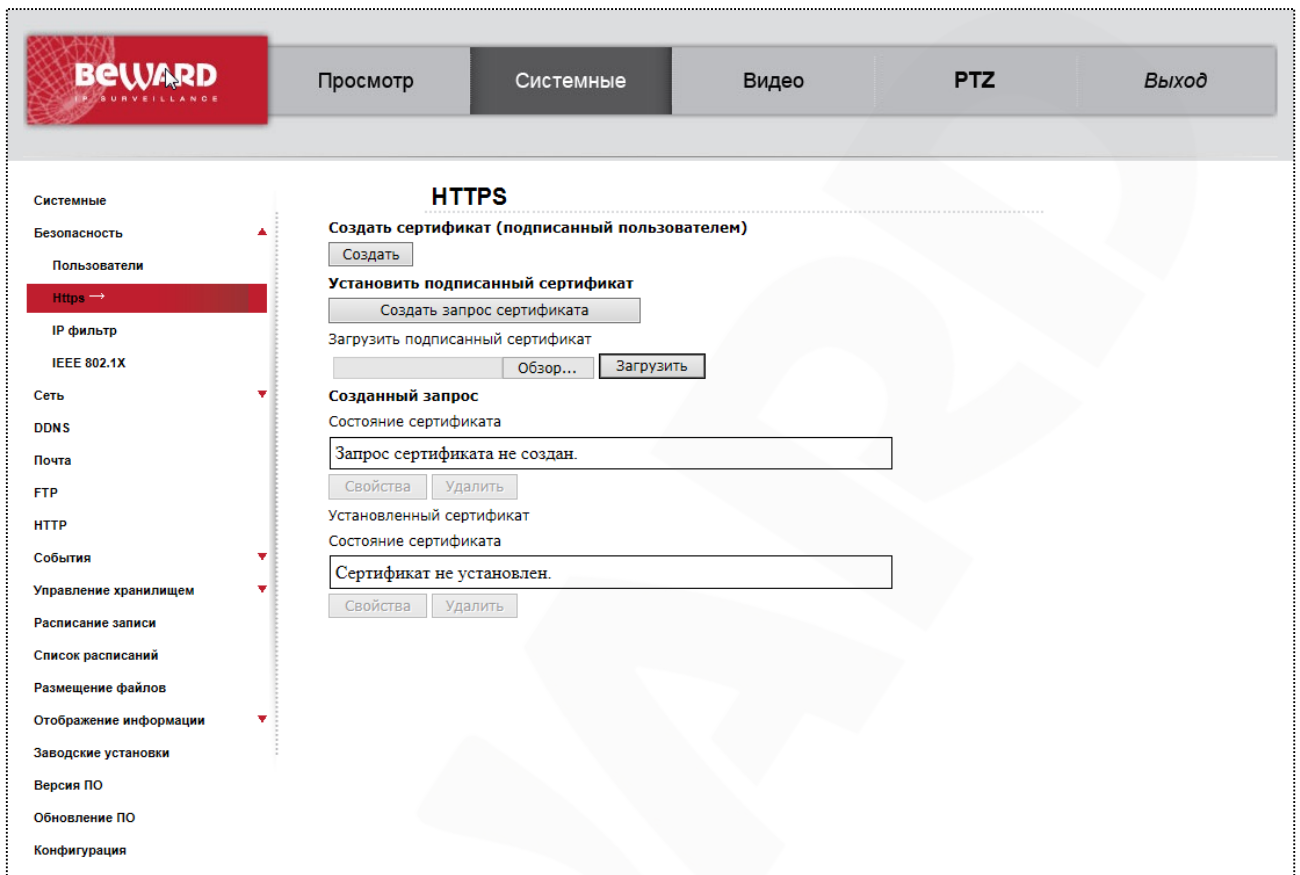 BEWARD
IP SURVEILLANCE
Просмотр
Системные
Видео
PTZ
Выход
Системные
Безопасность
Пользователи
Https →
IP фильтр
IEEE 802.1X
Сеть
DDNS
Почта
FTP
HTTP
События
Управление хранилищем
Расписание записи
Список расписаний
Размещение файлов
Отображение информации
Заводские установки
Версия ПО
Обновление ПО
Конфигурация
HTTPS
Создать сертификат (подписанный пользователем)
Создать
Установить подписанный сертификат
Создать запрос сертификата
Загрузить подписанный сертификат
Обзор... Загрузить
Созданный запрос
Состояние сертификата
Запрос сертификата не создан.
Свойства Удалить
Установленный сертификат
Состояние сертификата
Сертификат не установлен.
Свойства Удалить